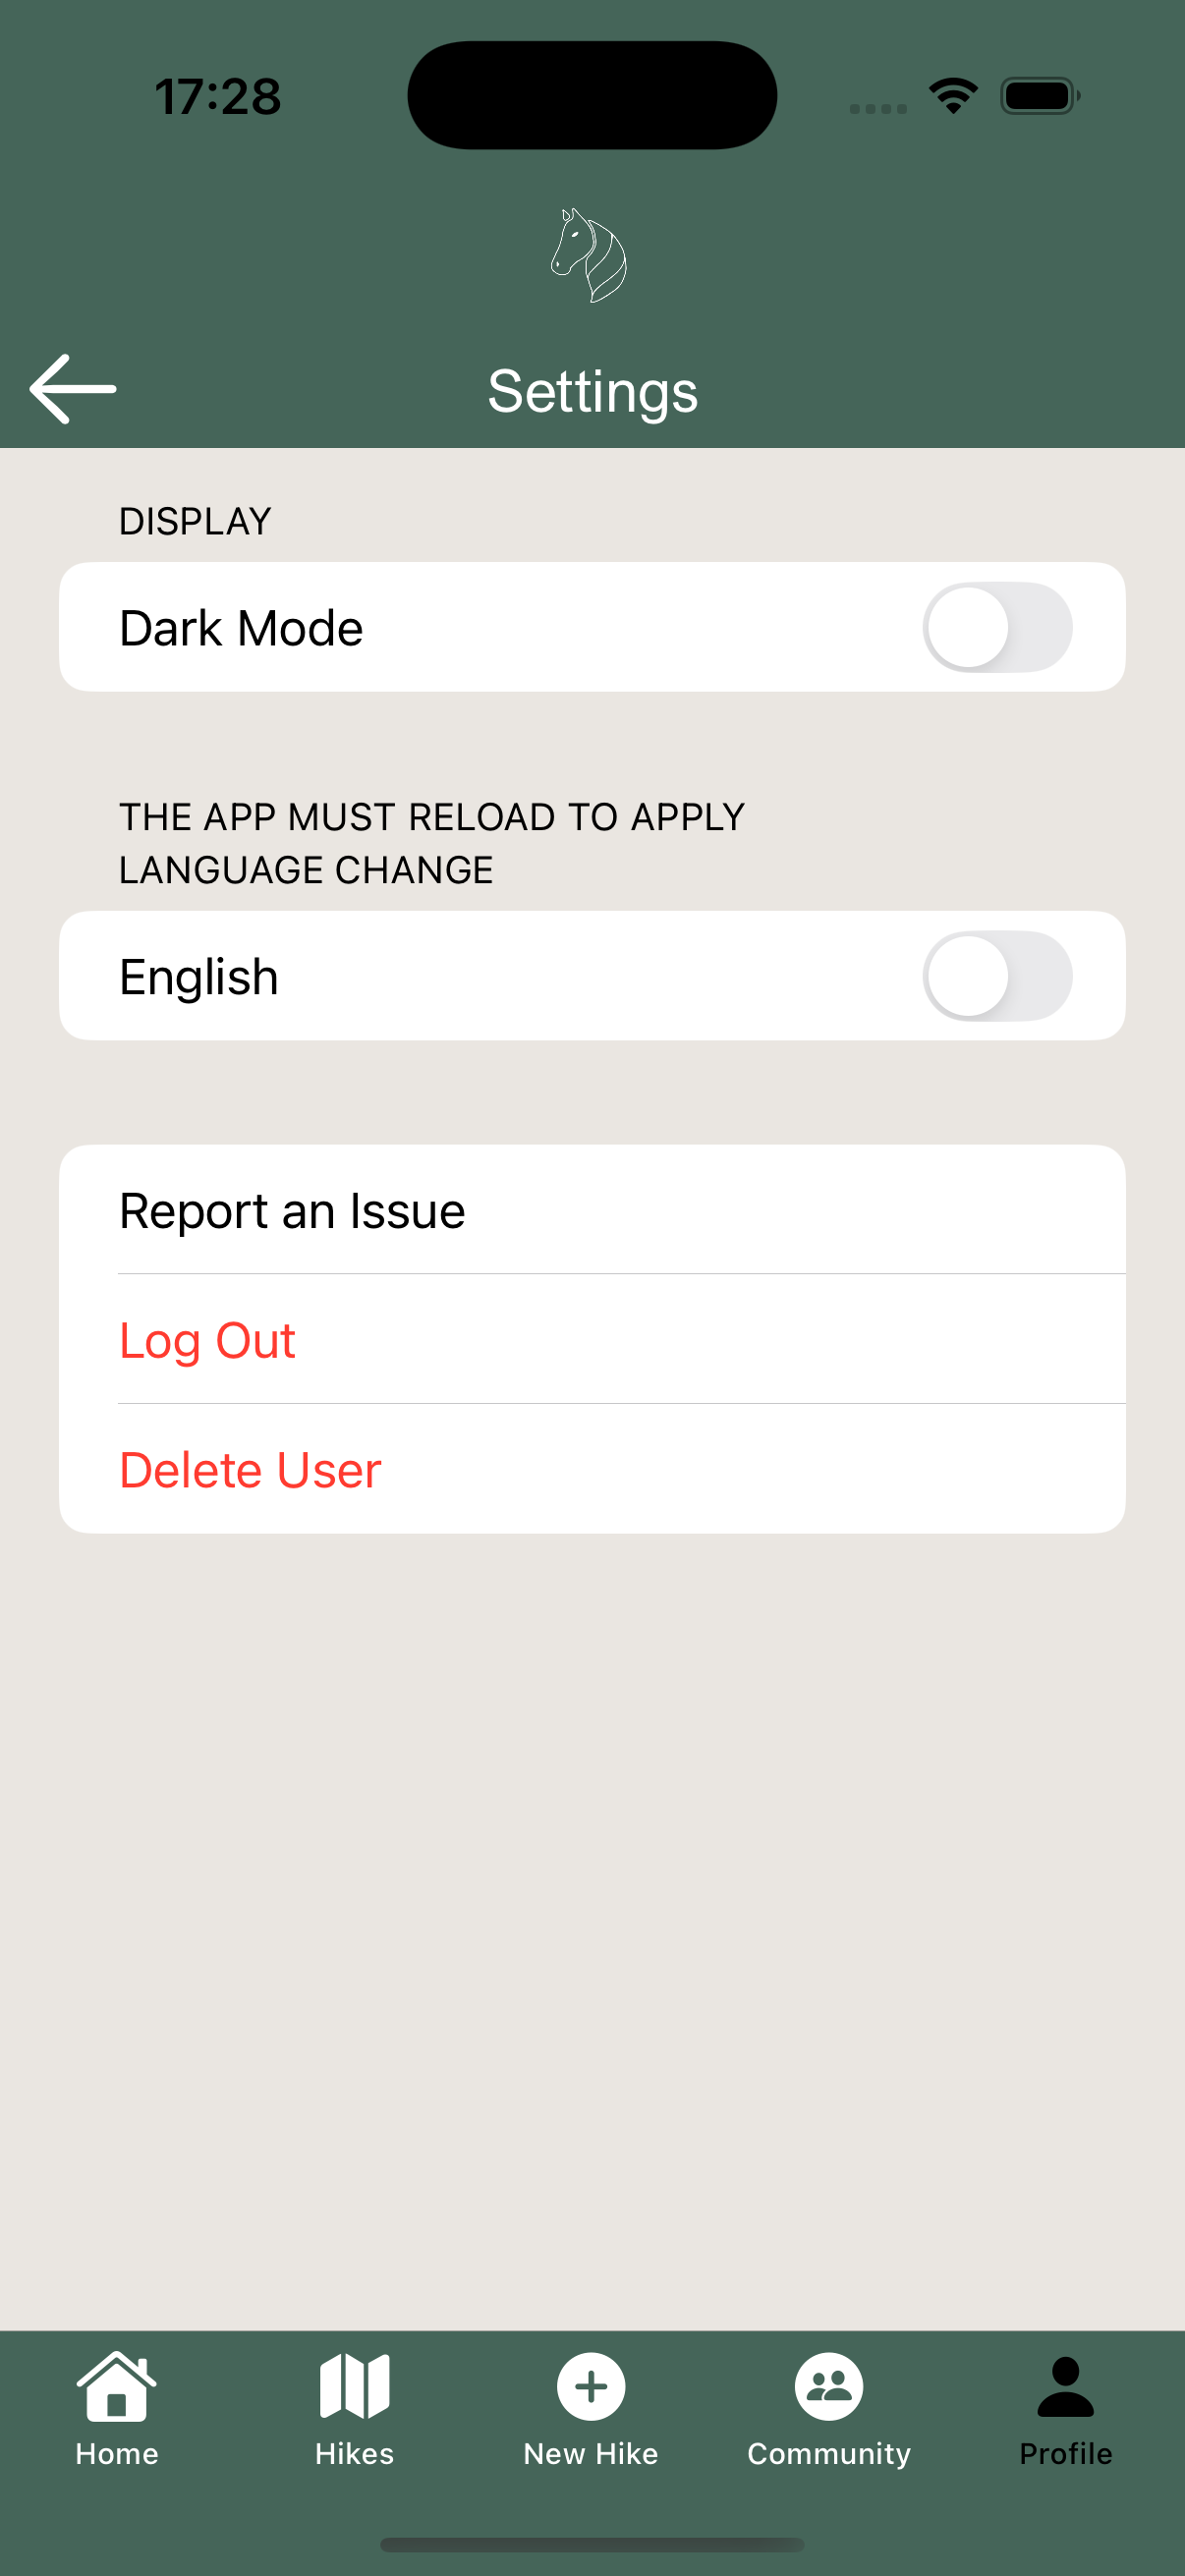 17:28
Settings
DISPLAY
Dark Mode
THE APP MUST RELOAD TO APPLY
LANGUAGE CHANGE
English
Report an Issue
Log Out
Delete User
Home
Hikes
New Hike
Community
Profile